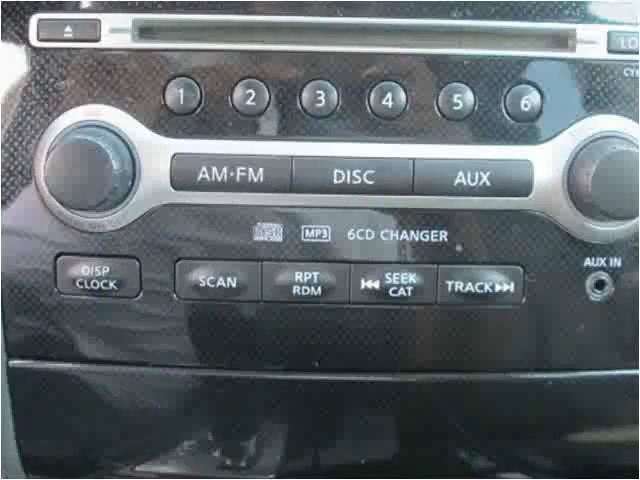 LO
1 2 3 4 5 6
AM·FM DISC AUX
MP3 6CD CHANGER
AUX IN
DISP
CLOCK
SCAN
RPT
RDM
SEEK
CAT
TRACK